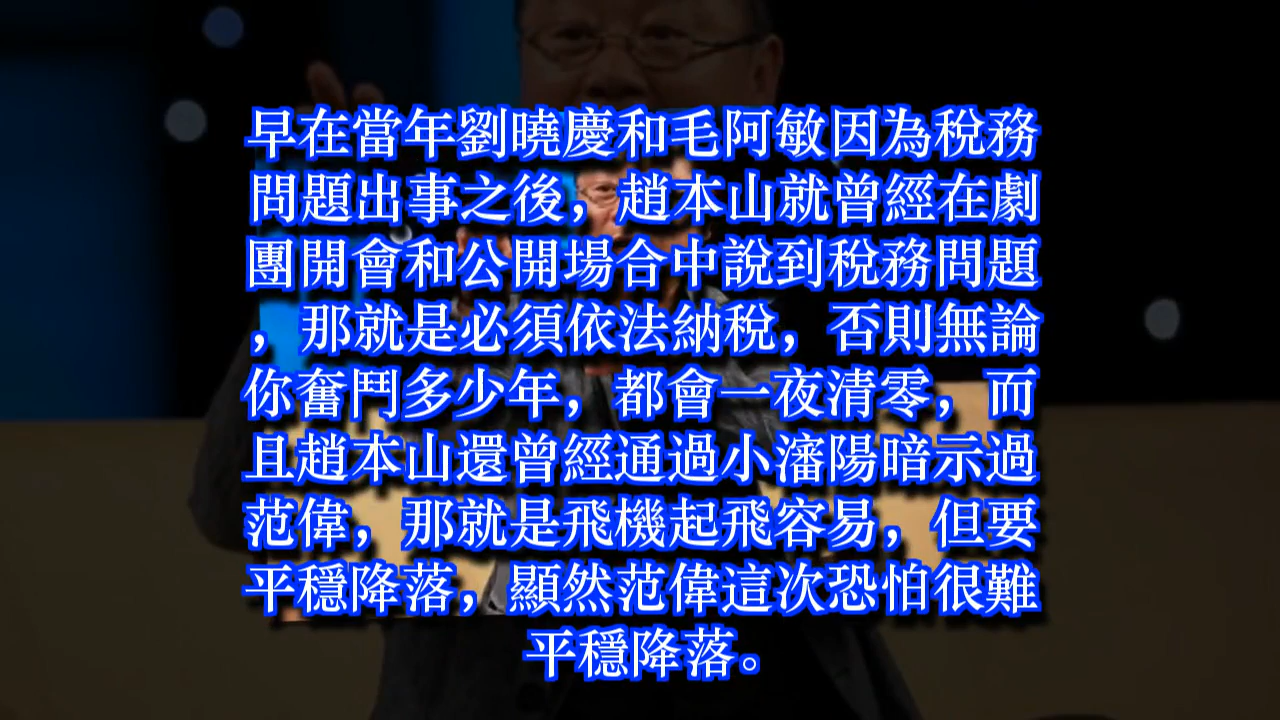 早在當年劉曉慶和毛阿敏因為稅務
問題出事之後，趙本山就曾經在劇
團開會和公開場合中說到稅務問題
，那就是必須依法納稅，否則無論
你奮鬥多少年，都會一夜清零，而
且趙本山還曾經通過小瀋陽暗示過
范偉，那就是飛機起飛容易，但要
平穩降落，顯然范偉這次恐怕很難
平穩降落。